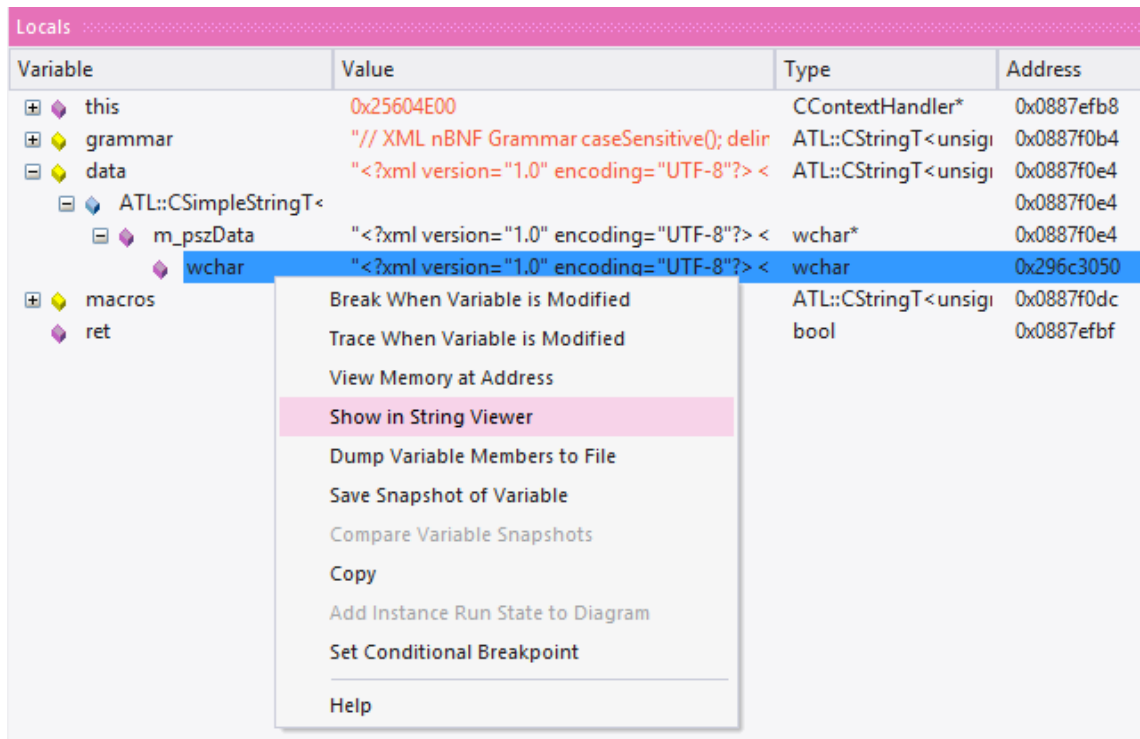 Locals
Variable Value Type Address
this 0x25604E00 CContextHandler* 0x0887efb8
grammar "// XML nBNF Grammar caseSensitive(); delin ATL::CStringT<unsig 0x0887f0b4
data "<?xml version="1.0" encoding="UTF-8"?> < ATL::CStringT<unsig 0x0887f0e4
ATL::CSimpleStringT< 0x0887f0e4
m_pszData "<?xml version="1.0" encoding="UTF-8"?> < wchar* 0x0887f0e4
wchar "<?xml version="1.0" encoding="UTF-8"?> < wchar 0x296c3050
macros ATL::CStringT<unsig 0x0887f0dc
ret bool 0x0887efbf
Break When Variable is Modified
Trace When Variable is Modified
View Memory at Address
Show in String Viewer
Dump Variable Members to File
Save Snapshot of Variable
Compare Variable Snapshots
Copy
Add Instance Run State to Diagram
Set Conditional Breakpoint
Help